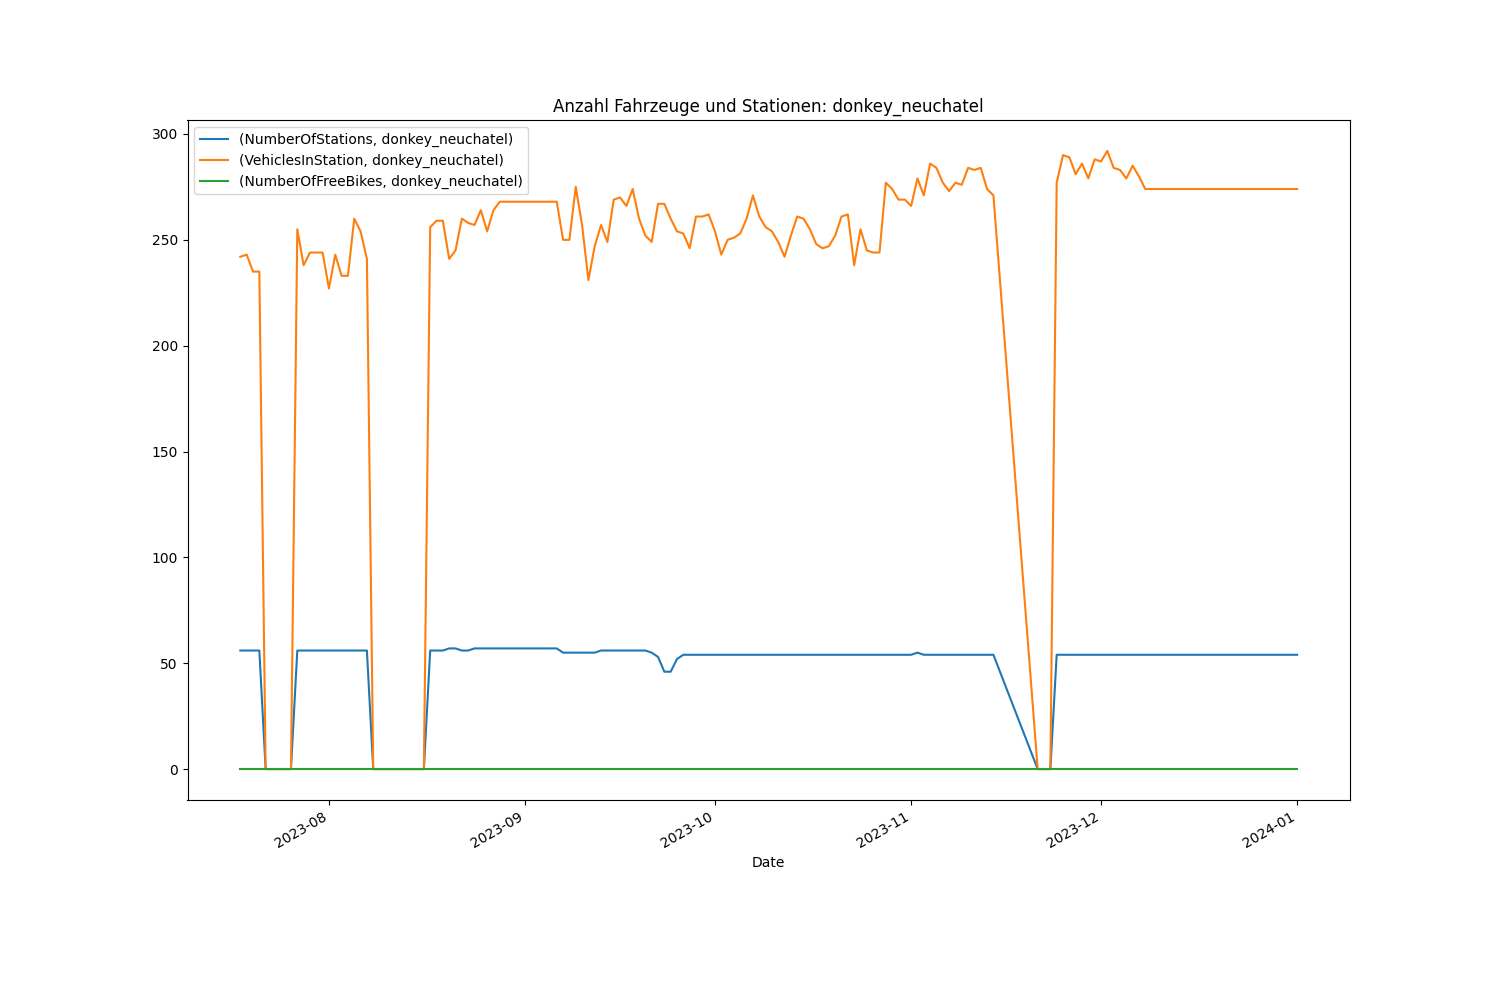 Anzahl Fahrzeuge und Stationen: donkey_neuchatel
(NumberOfStations, donkey_neuchatel)
(VehiclesInStation, donkey_neuchatel)
(NumberOfFreeBikes, donkey_neuchatel)
300
250
200
150
100
50
0
2023-08
2023-09
2023-10
2023-11
2023-12
2024-01
Date